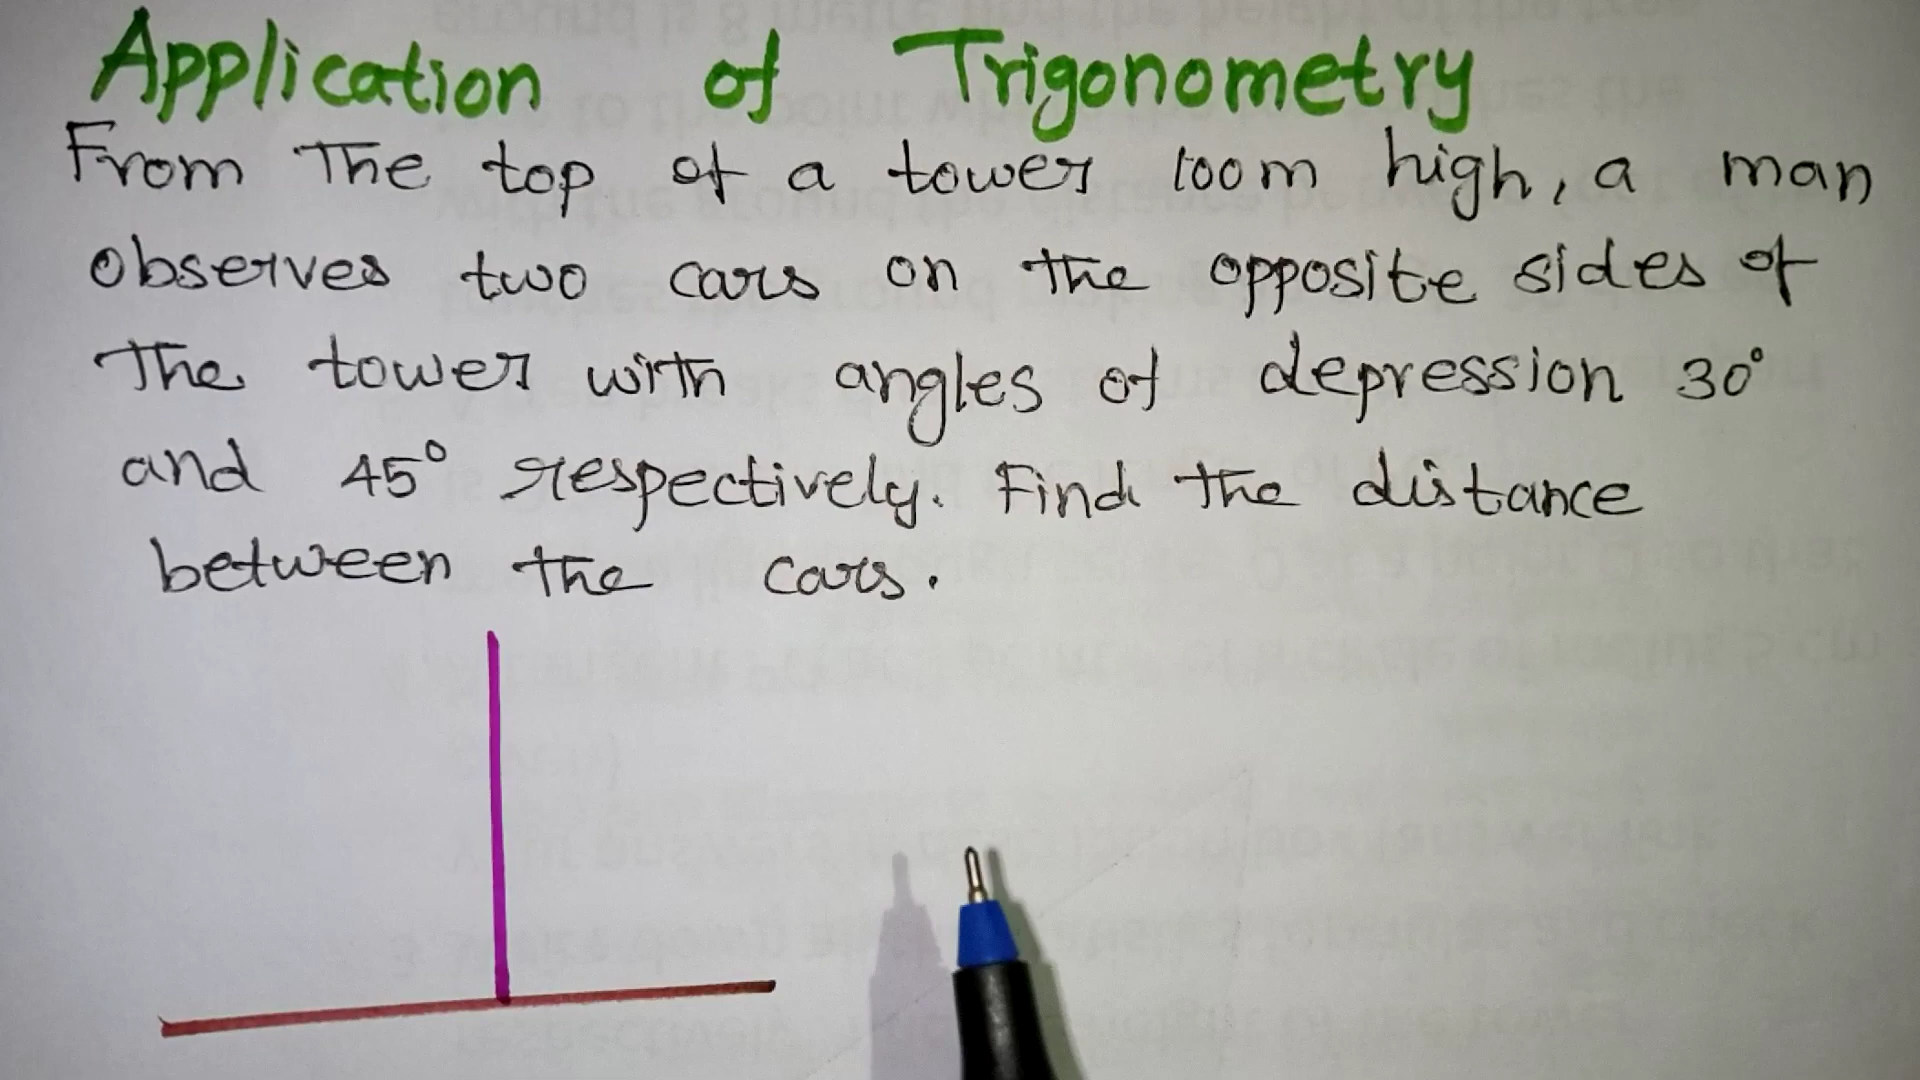 Application of Trigonometry
From The top of a tower 100m high, a man
observes two cars on the opposite sides of
The tower with angles of depression 30°
and 45° respectively. Find the distance
between the cars.